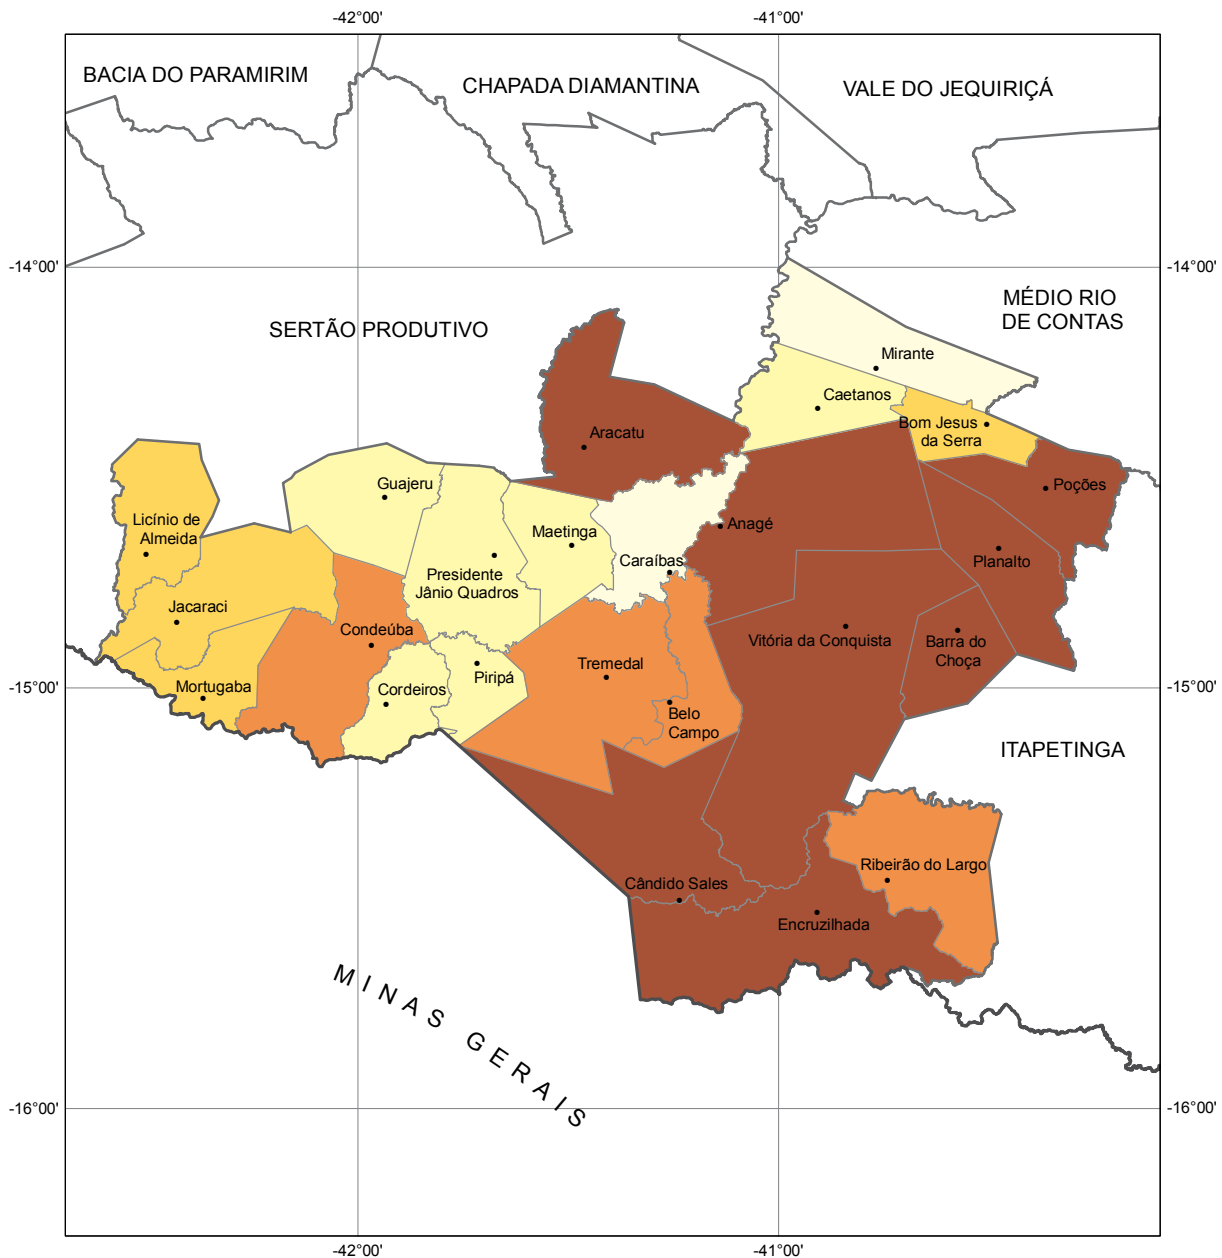 -42°00'
-41°00'
BACIA DO PARAMIRIM
CHAPADA DIAMANTINA
VALE DO JEQUIRIÇÁ
-14°00'
-14°00'
MÉDIO RIO
DE CONTAS
SERTÃO PRODUTIVO
Mirante
Caetanos
Bom Jesus
da Serra
Aracatu
Guajeru
Poções
Licínio de
Almeida
Maetinga
Anagé
Caraíbas
Planalto
Presidente
Jânio Quadros
Jacaraci
Condeúba
Vitória da Conquista
Barra do
Choça
Tremedal
Piripá
Mortugaba
Cordeiros
-15°00'
-15°00'
Belo
Campo
ITAPETINGA
Ribeirão do Largo
Cândido Sales
Encruzilhada
MINAS GERAIS
-16°00'
-16°00'
-42°00'
-41°00'